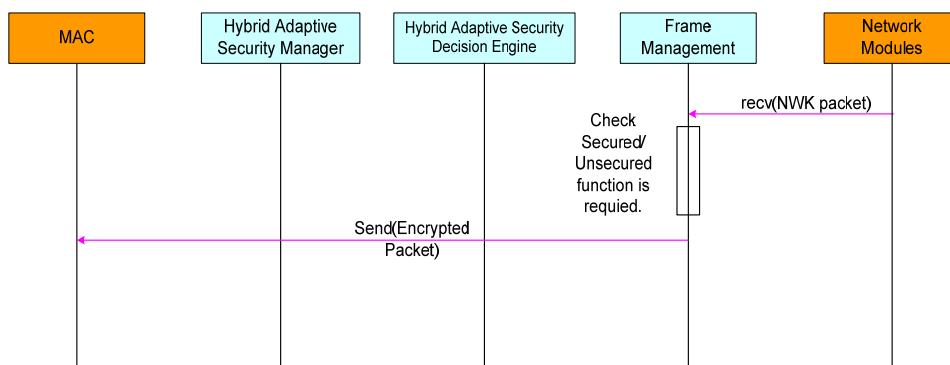 MAC
Hybrid Adaptive
Security Manager
Hybrid Adaptive Security
Decision Engine
Frame
Management
Network
Modules
recv(NWK packet)
Check
Secured/
Unsecured
function is
requied.
Send(Encrypted
Packet)